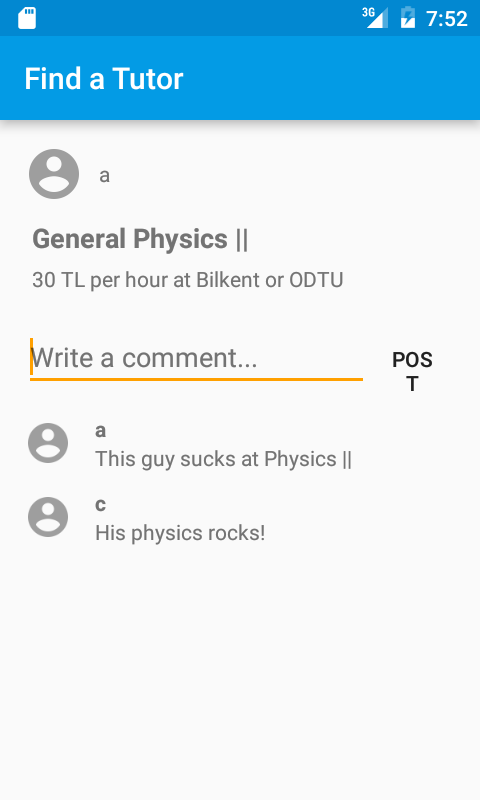 3G 7:52
Find a Tutor
a
General Physics ||
30 TL per hour at Bilkent or ODTU
Write a comment...
POS
T
a
This guy sucks at Physics ||
c
His physics rocks!